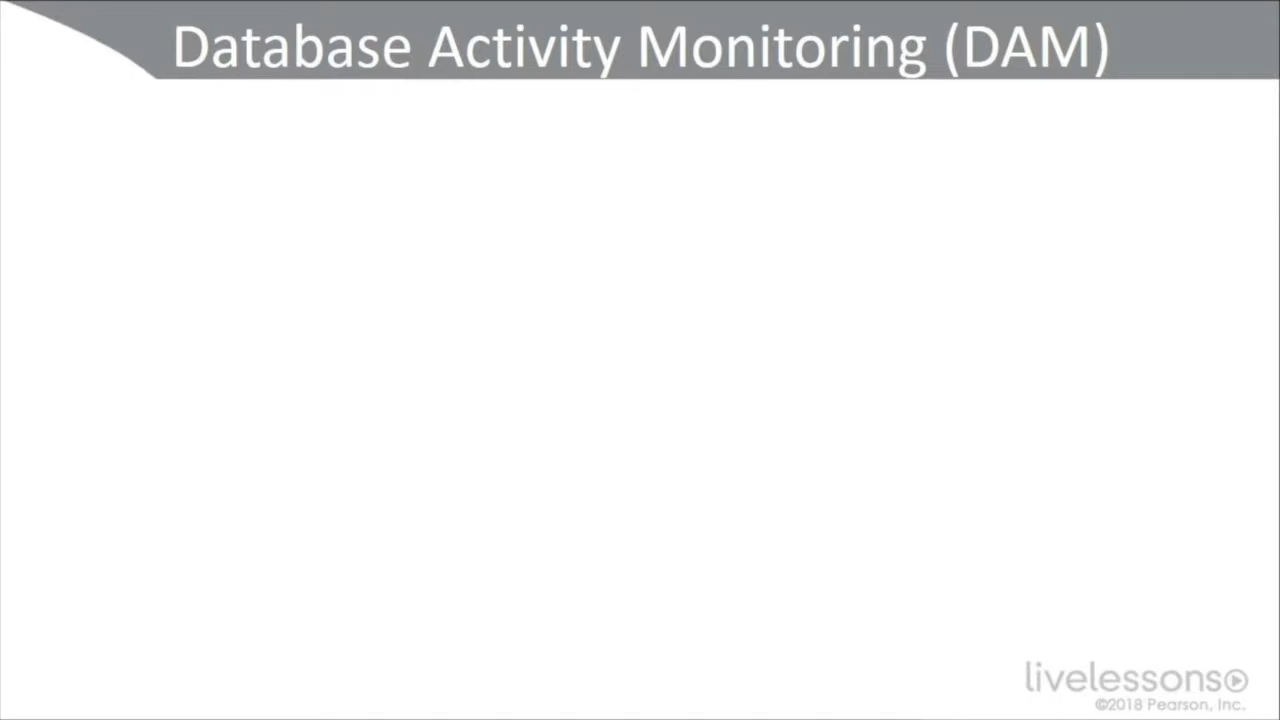 Database Activity Monitoring (DAM)
livelessons
©2018 Pearson, Inc.